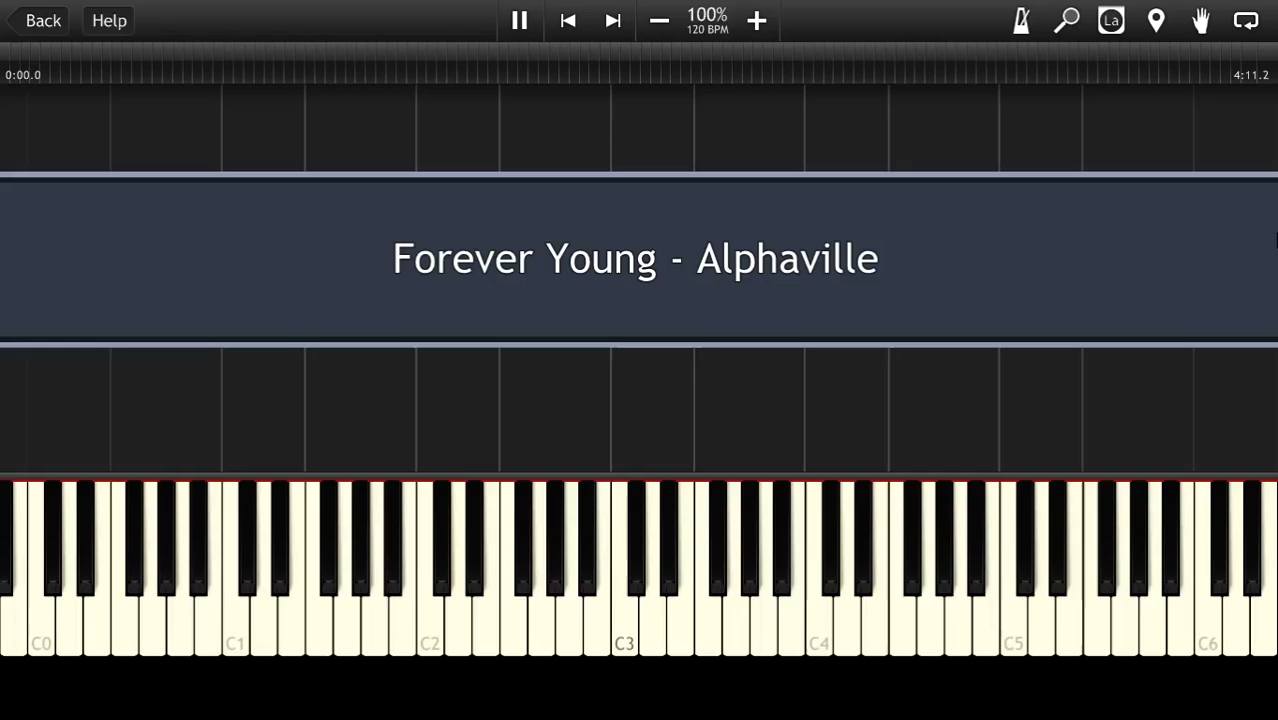 Back
Help
100%
120 BPM
La
0:00.0
4:11.2
Forever Young - Alphaville
C0
C1
C2
C3
C4
C5
C6